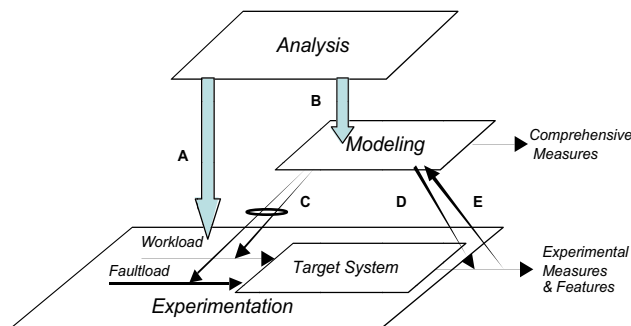 Analysis
B
A
Modeling
Comprehensive
Measures
C
D
E
Workload
Faultload
Target System
Experimental
Measures
& Features
Experimentation